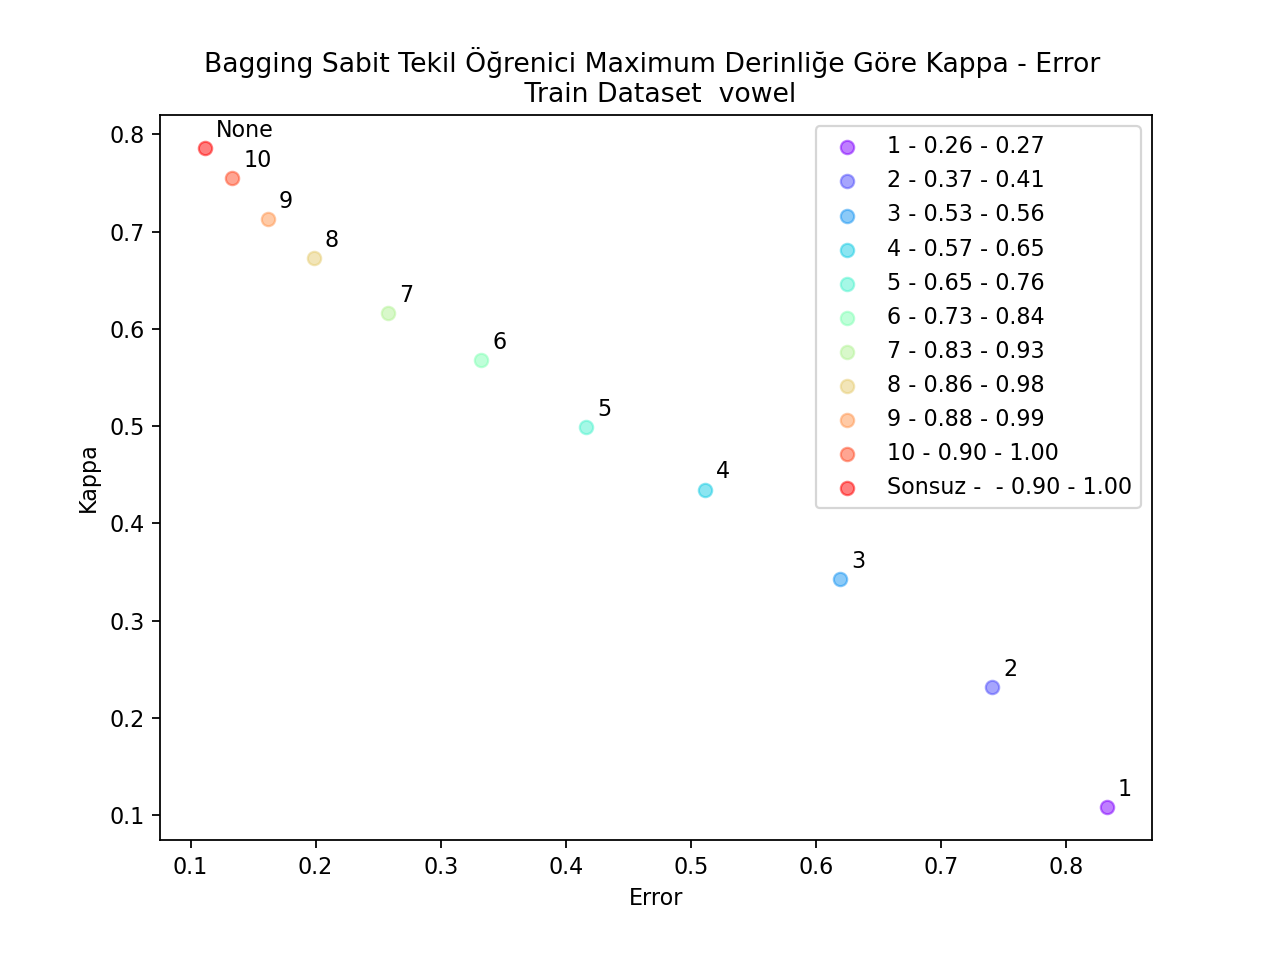 Bagging Sabit Tekil Öğrenici Maximum Derinliğe Göre Kappa - Error
Train Dataset  vowel
Kappa
0.8
0.7
0.6
0.5
0.4
0.3
0.2
0.1
None
10
9
8
7
6
5
4
3
2
1
1 - 0.26 - 0.27
2 - 0.37 - 0.41
3 - 0.53 - 0.56
4 - 0.57 - 0.65
5 - 0.65 - 0.76
6 - 0.73 - 0.84
7 - 0.83 - 0.93
8 - 0.86 - 0.98
9 - 0.88 - 0.99
10 - 0.90 - 1.00
Sonsuz -  - 0.90 - 1.00
0.1 0.2 0.3 0.4 0.5 0.6 0.7 0.8
Error